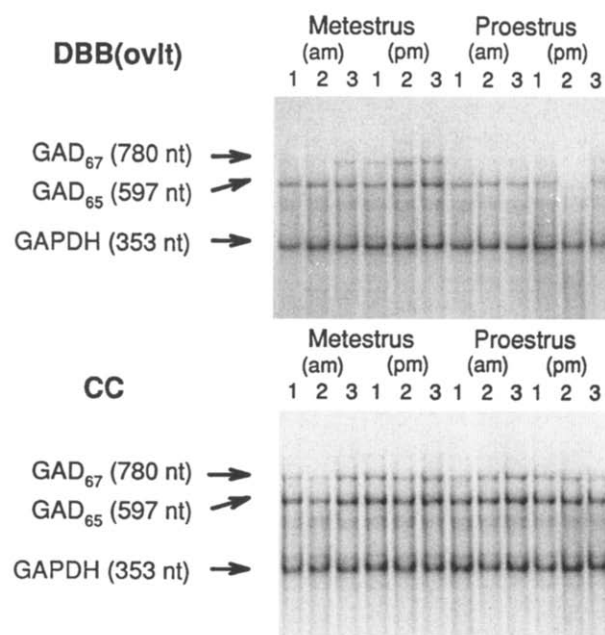 DBB(ovlt)
Metestrus Proestrus
(am) (pm) (am) (pm)
1 2 3 1 2 3 1 2 3 1 2 3
GAD67 (780 nt)
GAD65 (597 nt)
GAPDH (353 nt)
CC
Metestrus Proestrus
(am) (pm) (am) (pm)
1 2 3 1 2 3 1 2 3 1 2 3
GAD67 (780 nt)
GAD65 (597 nt)
GAPDH (353 nt)